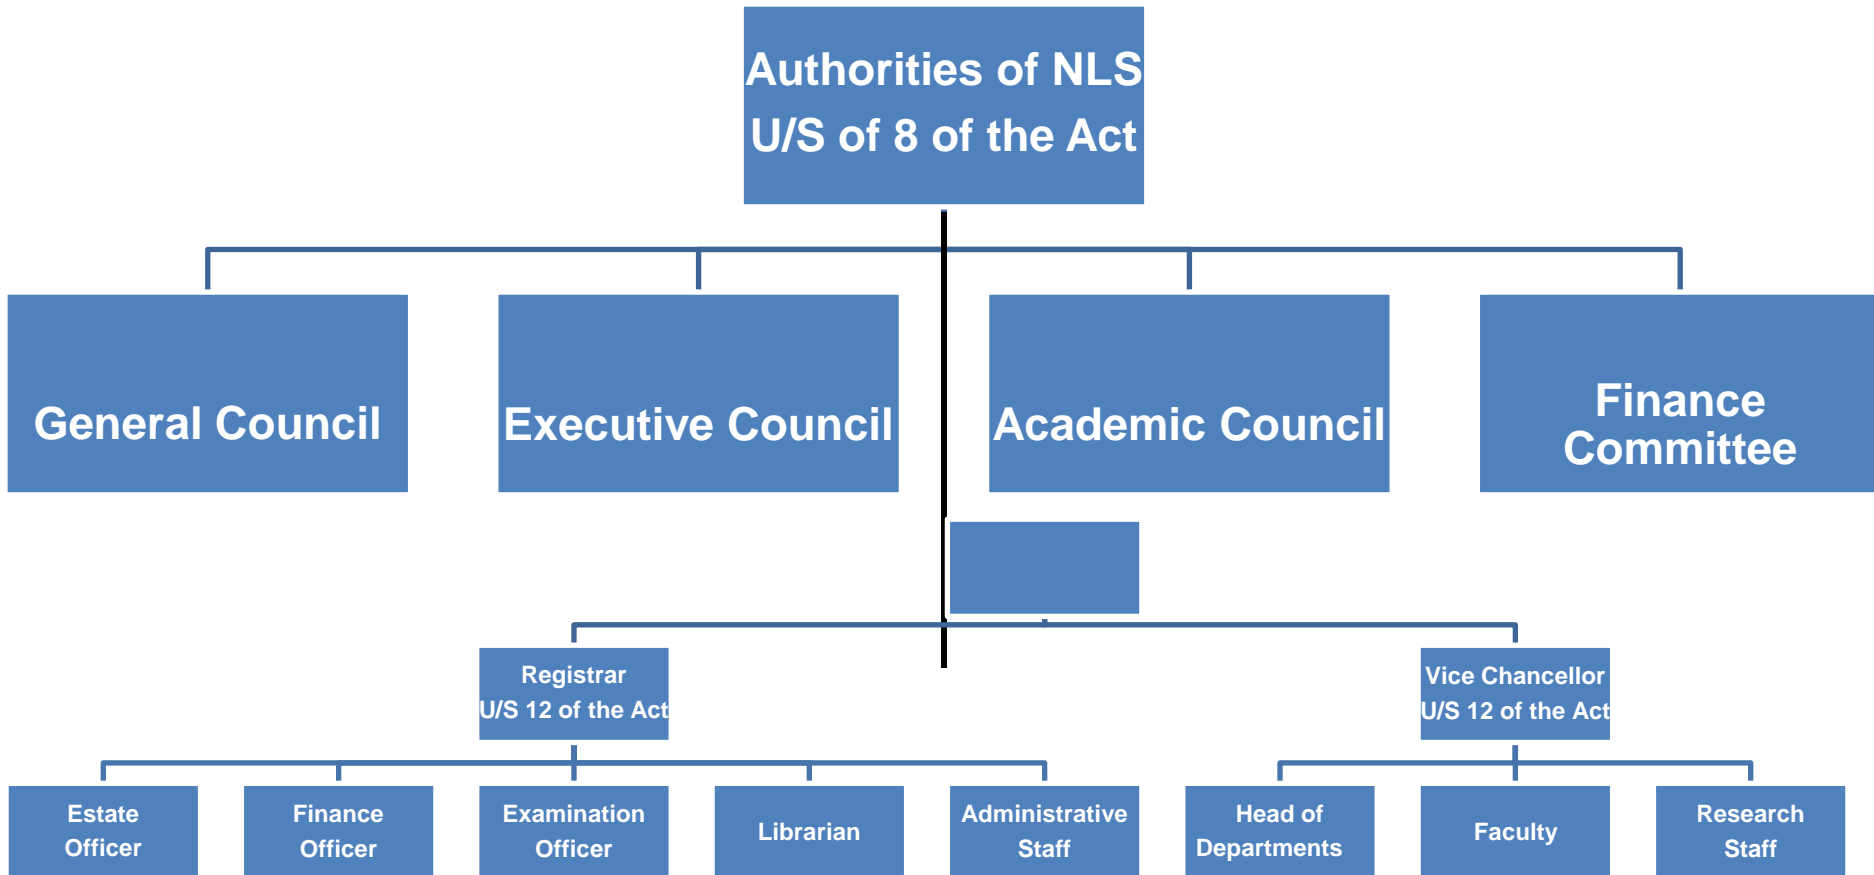 Authorities of NLS
U/S of 8 of the Act
General Council
Executive Council
Academic Council
Finance
Committee
Registrar
U/S 12 of the Act
Vice Chancellor
U/S 12 of the Act
Estate
Officer
Finance
Officer
Examination
Officer
Librarian
Administrative
Staff
Head of
Departments
Faculty
Research
Staff